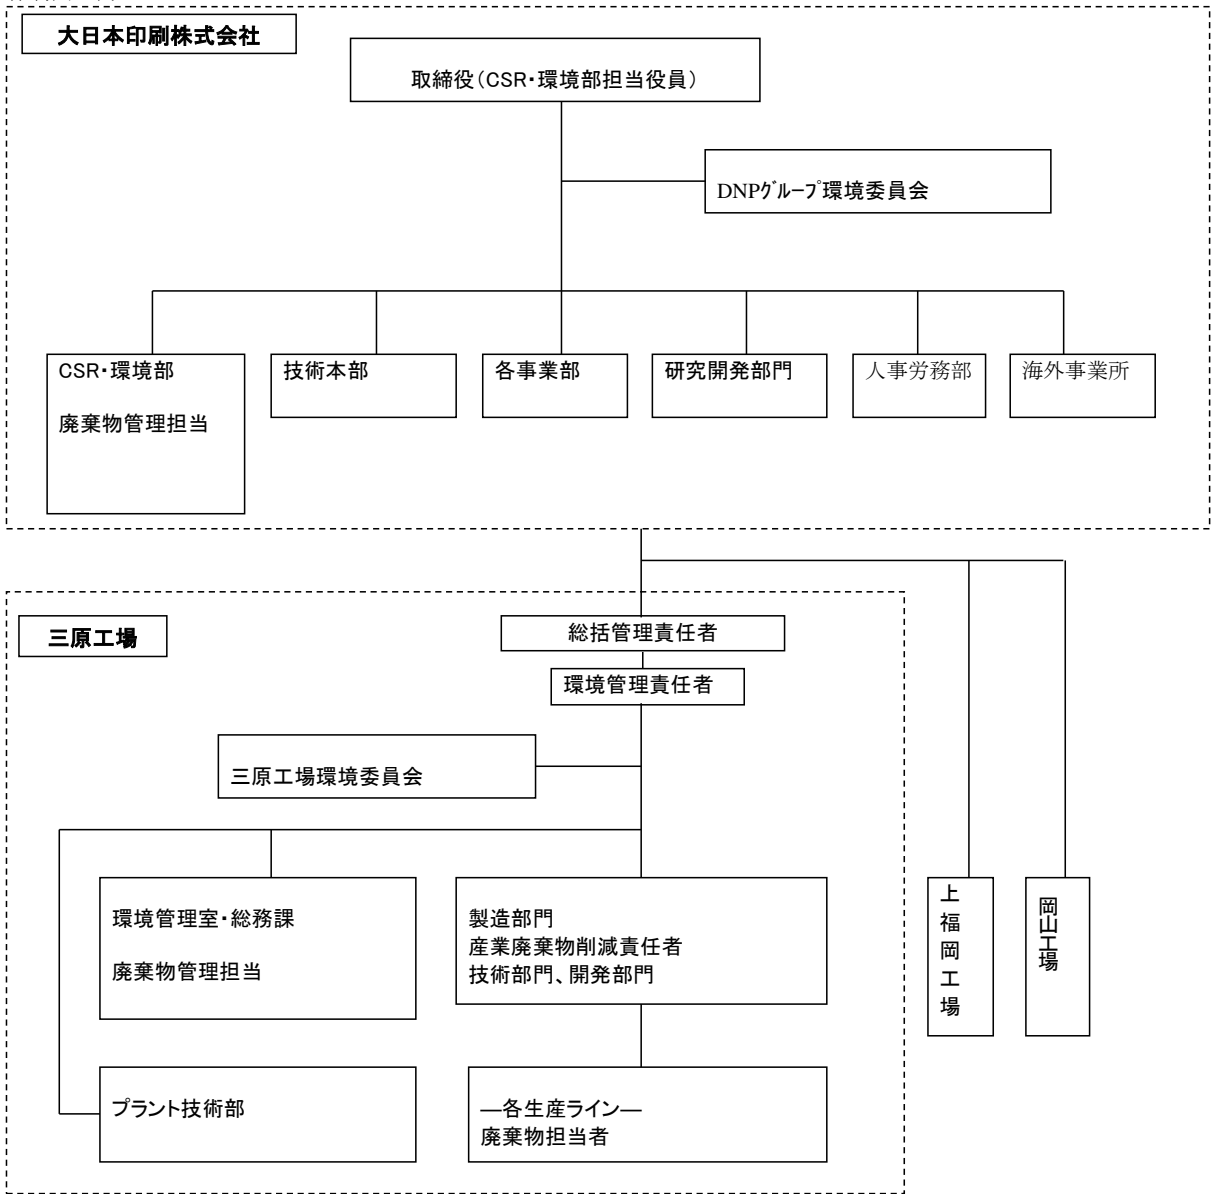 大日本印刷株式会社
取締役（CSR・環境部担当役員）
DNPｸﾞﾙｰﾌﾟ環境委員会
CSR・環境部
廃棄物管理担当
技術本部
各事業部
研究開発部門
人事労務部
海外事業所
三原工場
総括管理責任者
環境管理責任者
三原工場環境委員会
環境管理室・総務課
廃棄物管理担当
製造部門
産業廃棄物削減責任者
技術部門、開発部門
上福岡工場
岡山工場
プラント技術部
―各生産ライン―
廃棄物担当者